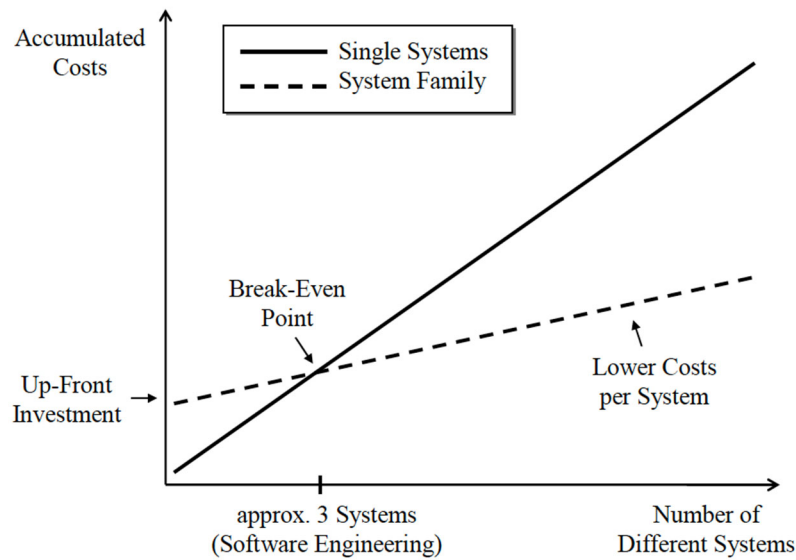 Accumulated
Costs
Single Systems
System Family
Break-Even
Point
Up-Front
Investment
Lower Costs
per System
approx. 3 Systems
(Software Engineering)
Number of
Different Systems